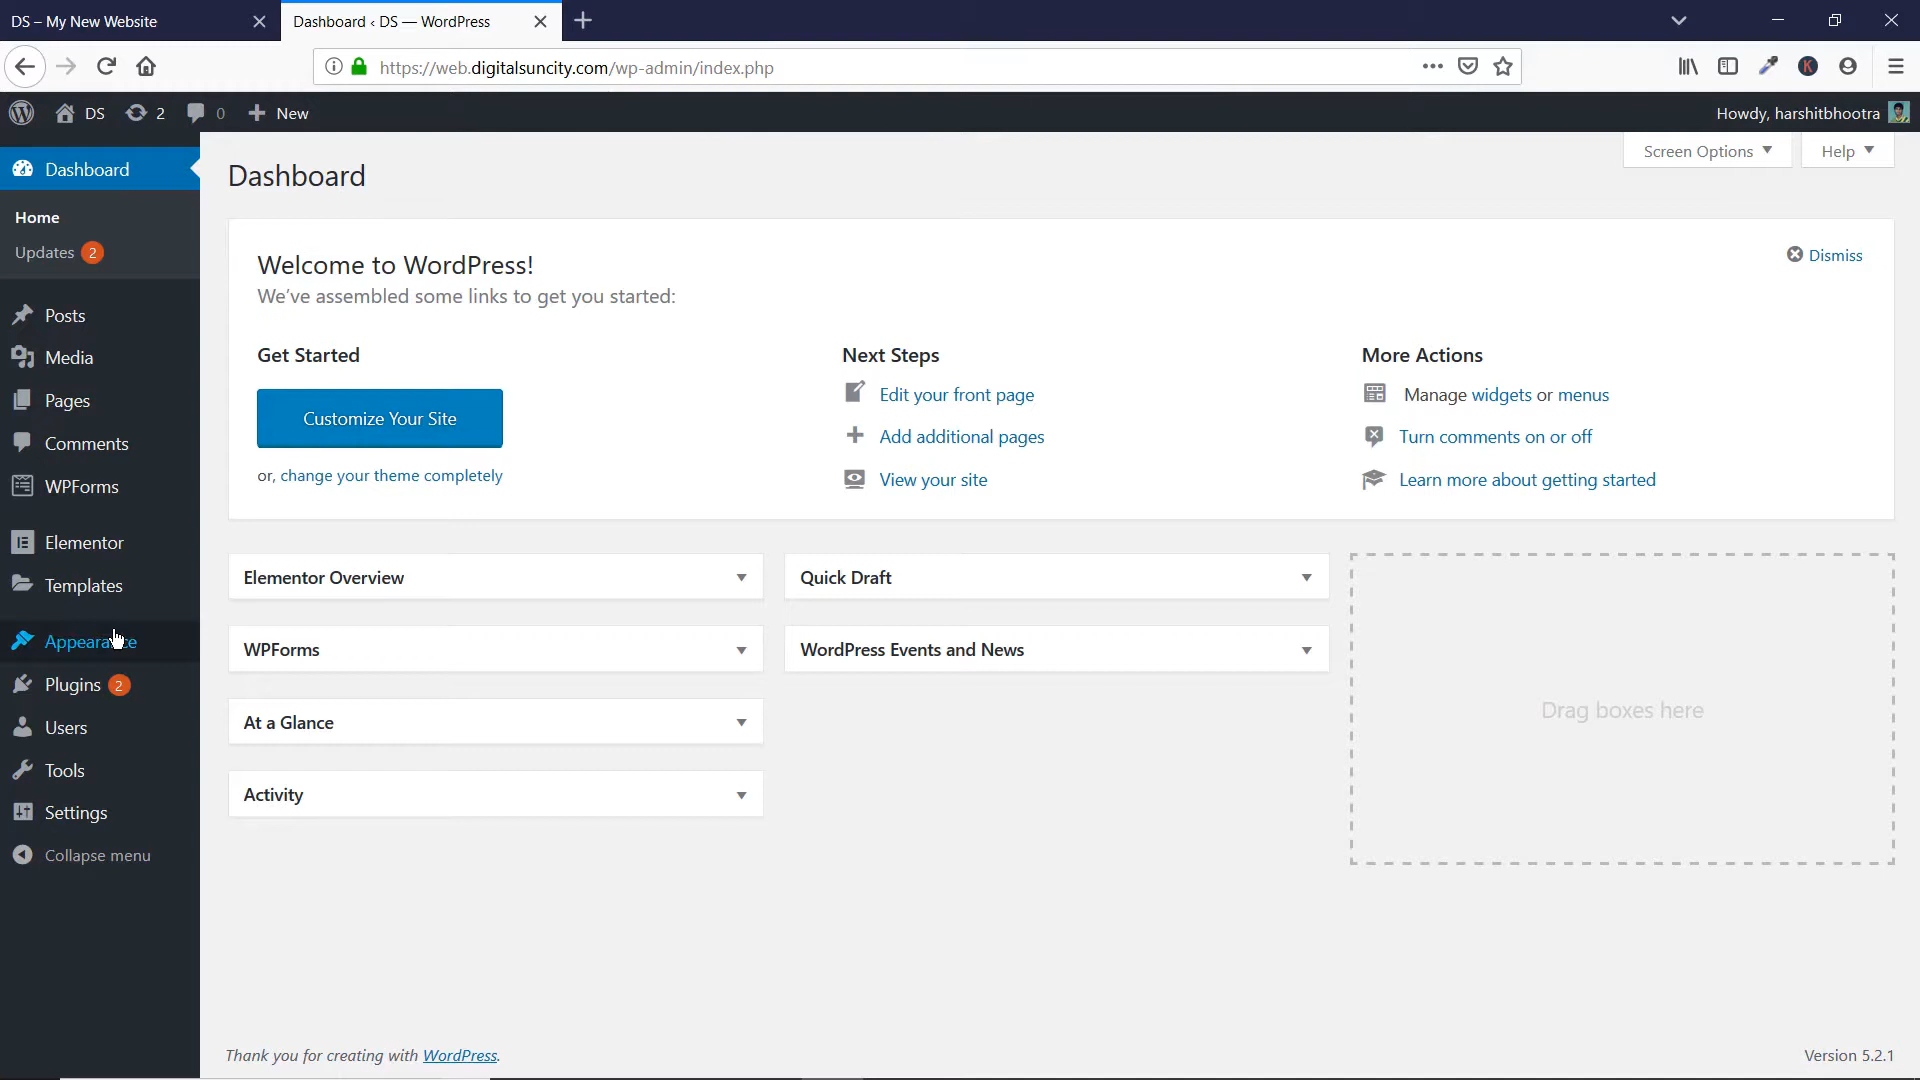 DS – My New Website
Dashboard ‹ DS — WordPress
https://web.digitalsuncity.com/wp-admin/index.php
DS
2
0
New
Howdy, harshitbhootra
Dashboard
Home
Updates 2
Posts
Media
Pages
Comments
WPForms
Elementor
Templates
Appearance
Plugins 2
Users
Tools
Settings
Collapse menu
Screen Options
Help
Dashboard
Welcome to WordPress!
We've assembled some links to get you started:
Dismiss
Get Started
Customize Your Site
or, change your theme completely
Next Steps
Edit your front page
Add additional pages
View your site
More Actions
Manage widgets or menus
Turn comments on or off
Learn more about getting started
Elementor Overview
WPForms
At a Glance
Activity
Quick Draft
WordPress Events and News
Drag boxes here
Thank you for creating with WordPress.
Version 5.2.1